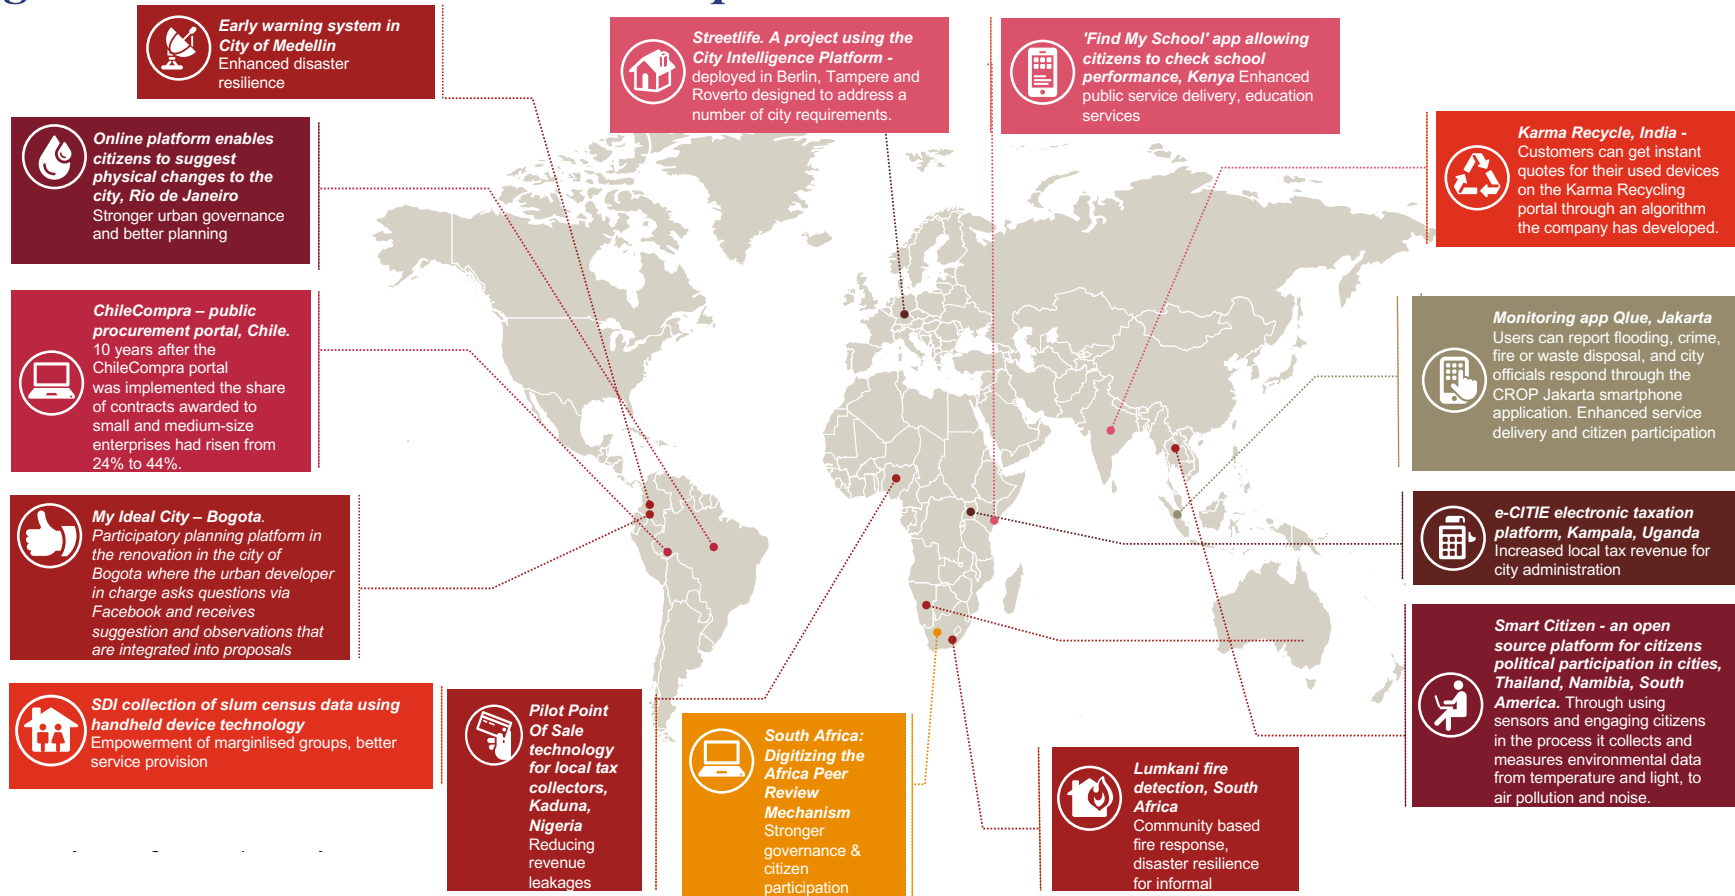 Early warning system in
City of Medellin
Enhanced disaster
resilience
Streetlife. A project using the
City Intelligence Platform -
deployed in Berlin, Tampere and
Roverto designed to address a
number of city requirements.
'Find My School' app allowing
citizens to check school
performance, Kenya Enhanced
public service delivery, education
services
Online platform enables
citizens to suggest
physical changes to the
city, Rio de Janeiro
Stronger urban governance
and better planning
Karma Recycle, India -
Customers can get instant
quotes for their used devices
on the Karma Recycling
portal through an algorithm
the company has developed.
ChileCompra – public
procurement portal, Chile.
10 years after the
ChileCompra portal
was implemented the share
of contracts awarded to
small and medium-size
enterprises had risen from
24% to 44%.
Monitoring app Qlue, Jakarta
Users can report flooding, crime,
fire or waste disposal, and city
officials respond through the
CROP Jakarta smartphone
application. Enhanced service
delivery and citizen participation
My Ideal City – Bogota.
Participatory planning platform in
the renovation in the city of
Bogota where the urban developer
in charge asks questions via
Facebook and receives
suggestion and observations that
are integrated into proposals
e-CITIE electronic taxation
platform, Kampala, Uganda
Increased local tax revenue for
city administration
Smart Citizen - an open
source platform for citizens
political participation in cities,
Thailand, Namibia, South
America. Through using
sensors and engaging citizens
in the process it collects and
measures environmental data
from temperature and light, to
air pollution and noise.
SDI collection of slum census data using
handheld device technology
Empowerment of marginlised groups, better
service provision
Pilot Point
Of Sale
technology
for local tax
collectors,
Kaduna,
Nigeria
Reducing
revenue
leakages
South Africa:
Digitizing the
Africa Peer
Review
Mechanism
Stronger
governance &
citizen
participation
Lumkani fire
detection, South
Africa
Community based
fire response,
disaster resilience
for informal